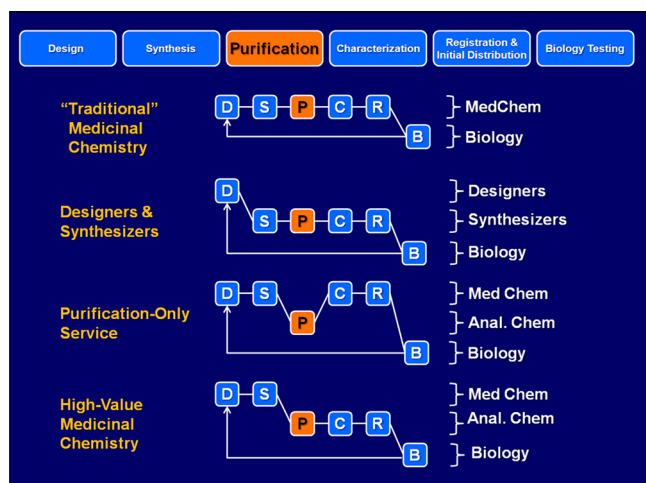 Design Synthesis Purification Characterization Registration & Initial Distribution Biology Testing
“Traditional” Medicinal Chemistry
D S P C R
MedChem
B
Biology
D
Designers
Designers & Synthesizers
S P C R
Synthesizers
B
Biology
D S C R
Med Chem
Purification-Only Service
P
Anal. Chem
B
Biology
D S
Med Chem
High-Value Medicinal Chemistry
P C R
Anal. Chem
B
Biology